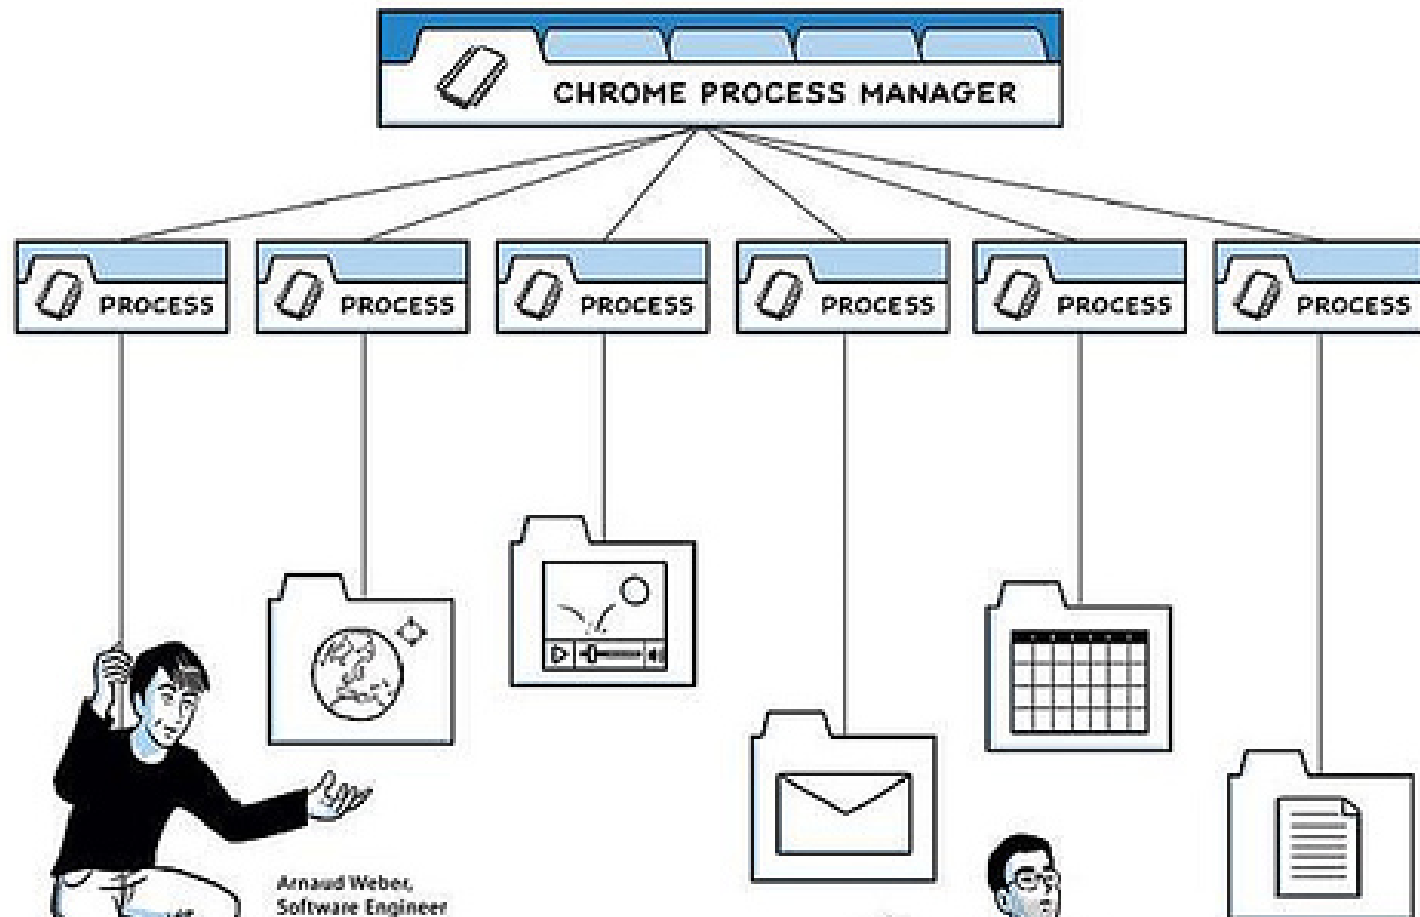 CHROME PROCESS MANAGER
PROCESS
PROCESS
PROCESS
PROCESS
PROCESS
PROCESS
Arnaud Weber,
Software Engineer